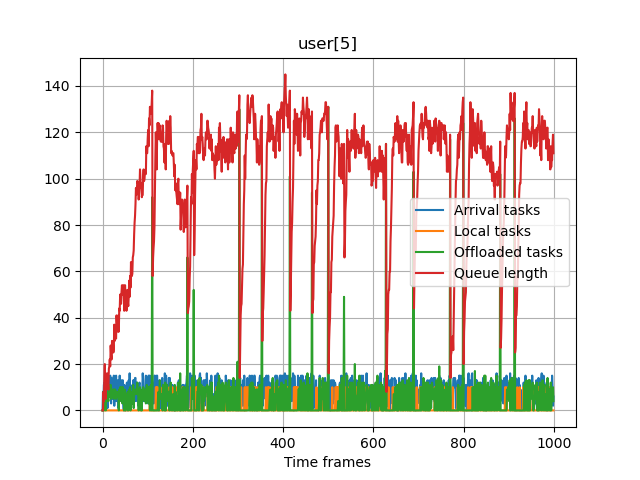 user[5]
140
120
100
80
60
40
20
0
Arrival tasks
Local tasks
Offloaded tasks
Queue length
0 200 400 600 800 1000
Time frames